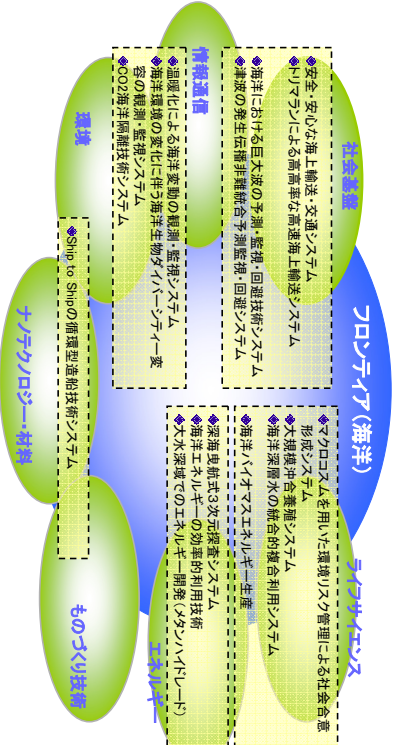 フロンティア(海洋)
社会基盤
◆安全・安心な海上輸送・交通システム
◆トリマランによる高高率な高速海上輸送システム
◆海洋における巨大波の予測・監視・回避技術システム
◆津波の発生伝播非難統合予測監視・回避システム
情報通信
◆温暖化による海洋変動の観測・監視システム
◆海洋環境の変化に伴う海洋生物ダイバーシティー変
容の観測・監視システム
◆CO2海洋隔離技術システム
環境
◆Ship to Shipの循環型造船技術システム
ナノテクノロジー・材料
ライフサイエンス
◆マクロコスムを用いた環境リスク管理による社会合意
形成システム
◆大規模沖合養殖システム
◆海洋深層水の統合的複合利用システム
◆海洋バイオマスエネルギー生産
エネルギー
◆深海曳航式3次元探査システム
◆海洋エネルギーの効率的利用技術
◆大水深域でのエネルギー開発(メタンハイドレード)
ものづくり技術